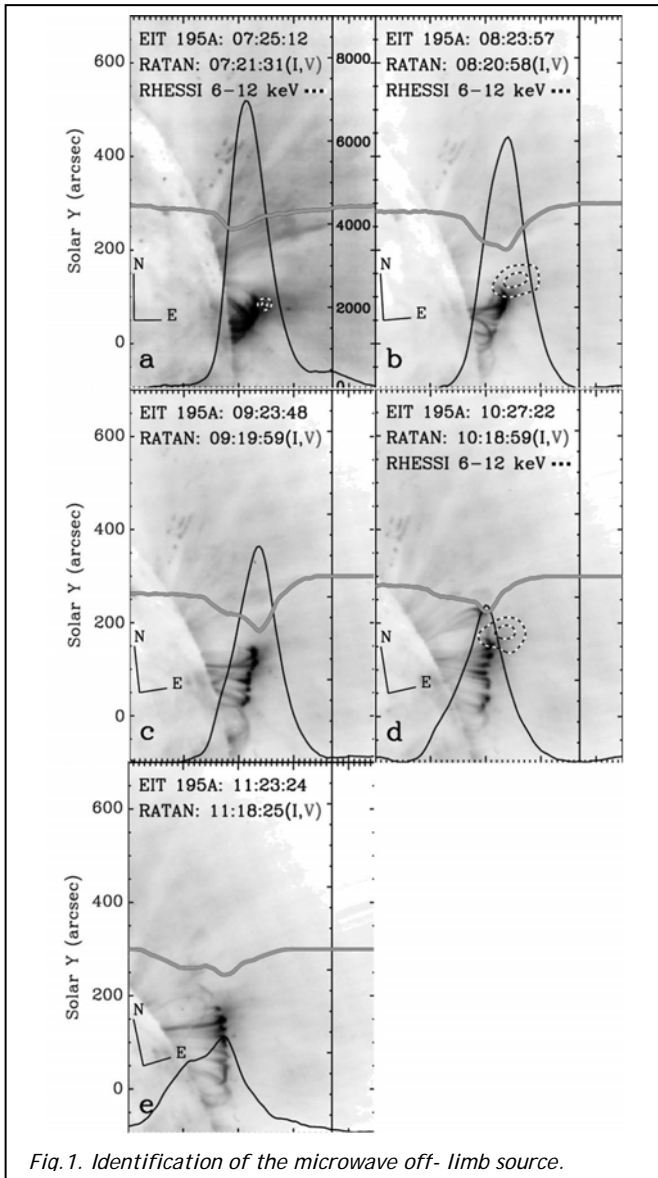 EIT 195A: 07:25:12
RATAN: 07:21:31(I,V)
RHESSI 6-12 keV
8000
6000
4000
2000
0
600
400
200
0
Solar Y (arcsec)
N
E
a
EIT 195A: 08:23:57
RATAN: 08:20:58(I,V)
RHESSI 6-12 keV
N
E
b
EIT 195A: 09:23:48
RATAN: 09:19:59(I,V)
600
400
200
0
Solar Y (arcsec)
N
E
c
EIT 195A: 10:27:22
RATAN: 10:18:59(I,V)
RHESSI 6-12 keV
N
E
d
EIT 195A: 11:23:24
RATAN: 11:18:25(I,V)
600
400
200
0
Solar Y (arcsec)
N
E
e
Fig.1. Identification of the microwave off- limb source.